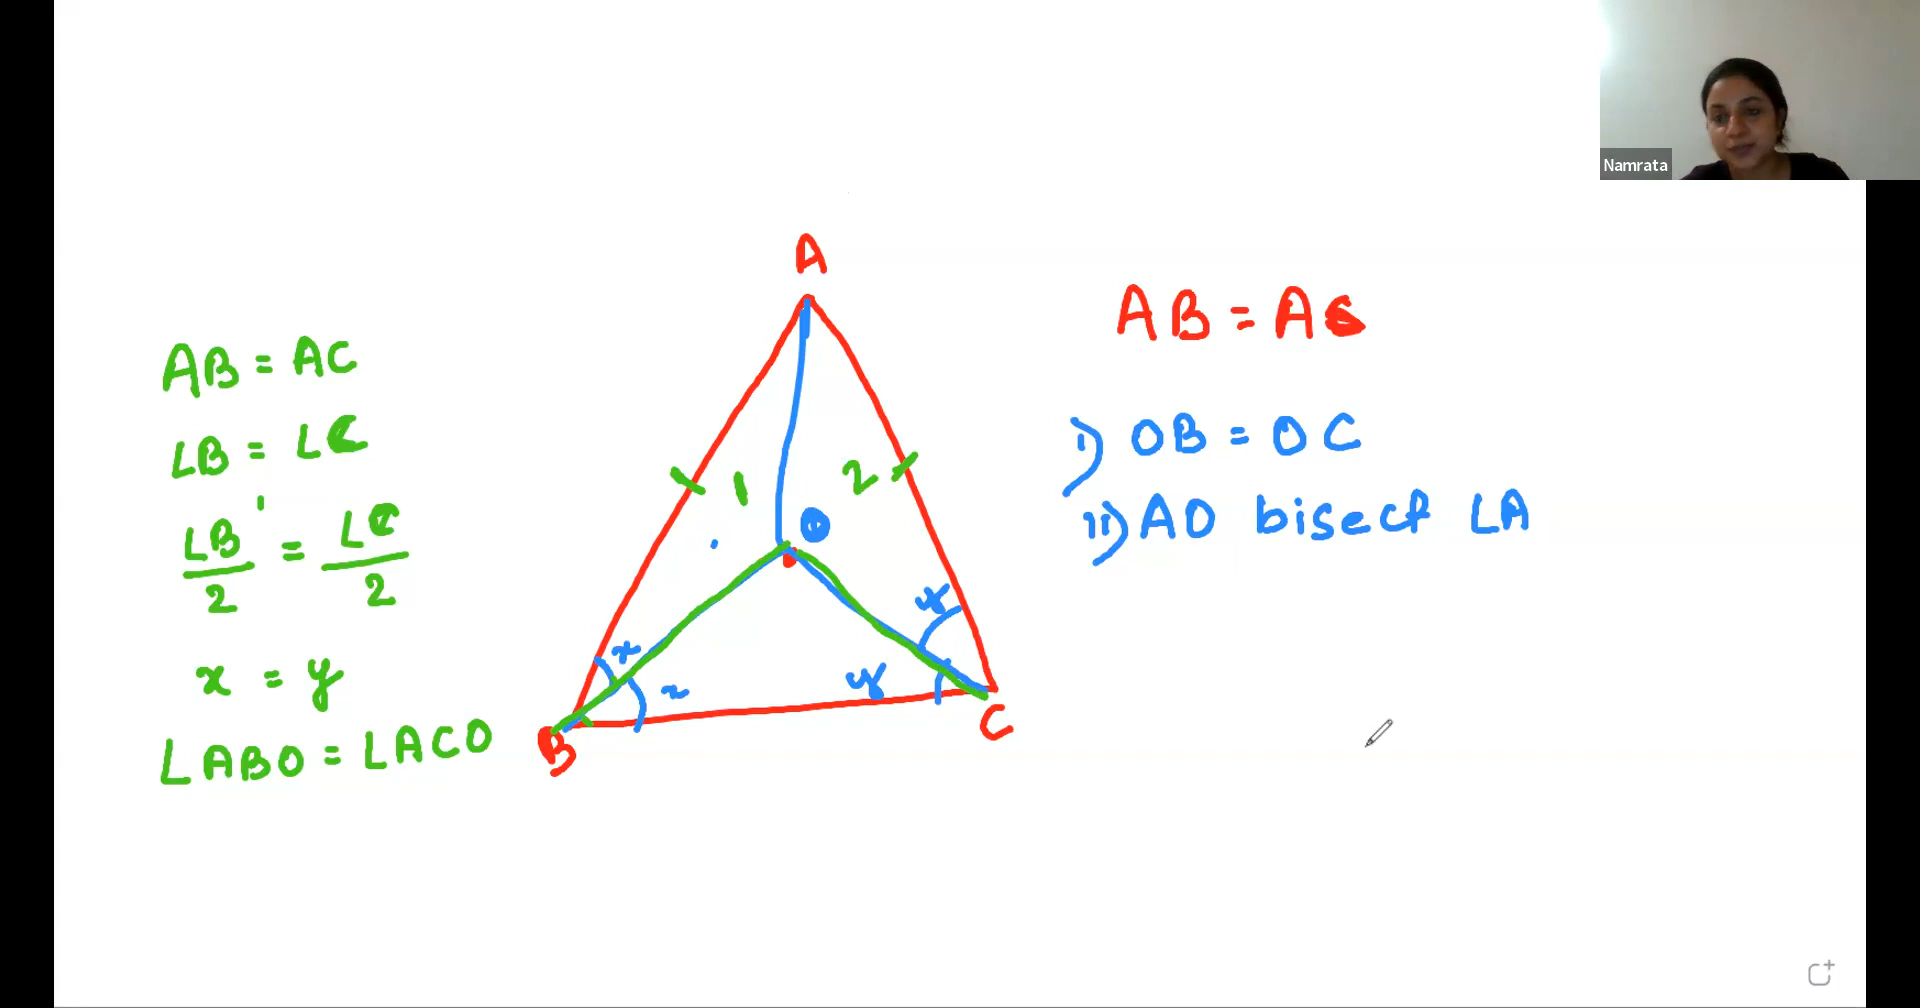 Namrata
A
AB = AC
AB = AC
∠B = ∠C
i) OB = OC
1
2
∠B/2 = ∠C/2
O
ii) AO bisect ∠A
y
x
x
y
x = y
∠ABO = ∠ACO
B
C